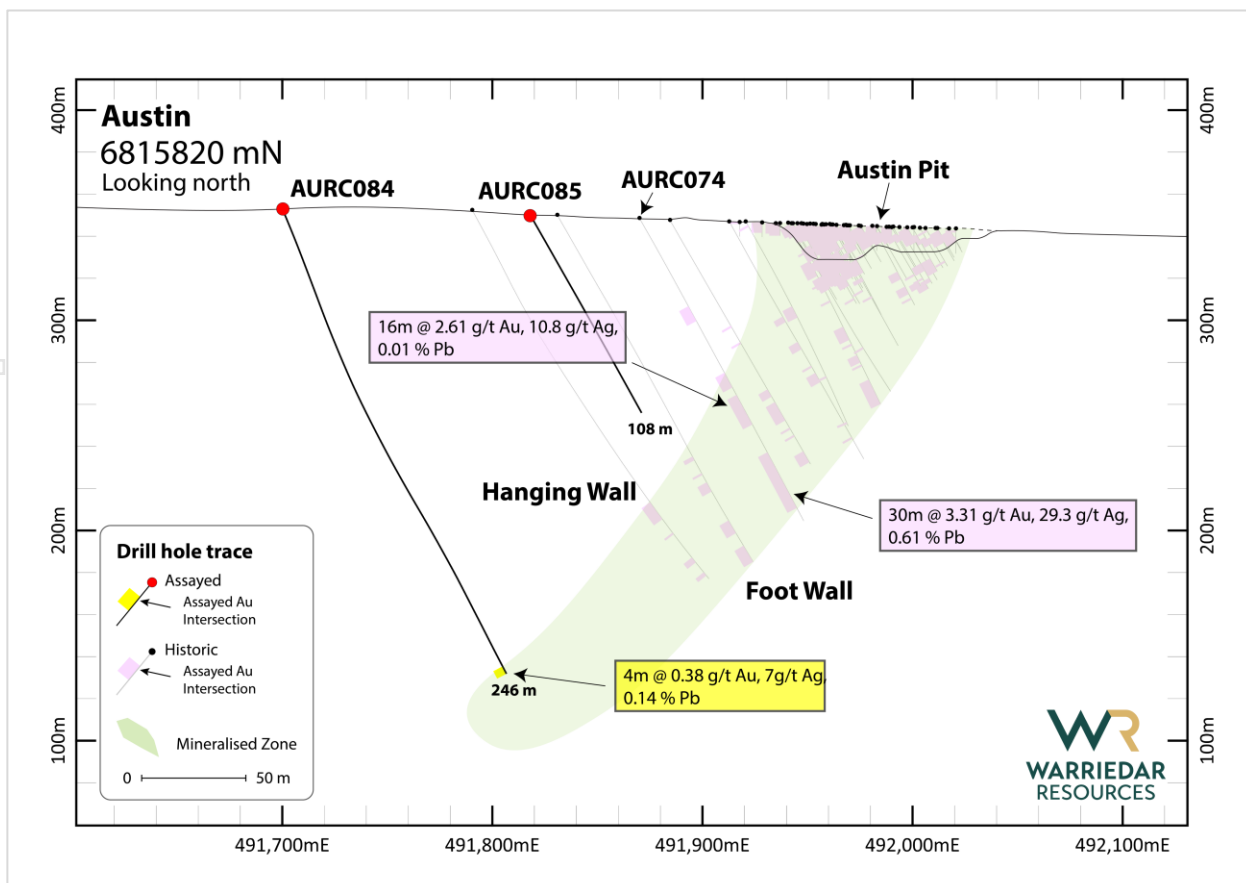 Austin
6815820 mN
Looking north
AURC084
AURC085
AURC074
Austin Pit
400m
300m
200m
100m
400m
300m
200m
100m
16m @ 2.61 g/t Au, 10.8 g/t Ag,
0.01 % Pb
108 m
Hanging Wall
30m @ 3.31 g/t Au, 29.3 g/t Ag,
0.61 % Pb
Foot Wall
4m @ 0.38 g/t Au, 7g/t Ag,
0.14 % Pb
246 m
Drill hole trace
Assayed
Assayed Au
Intersection
Historic
Assayed Au
Intersection
Mineralised Zone
0 50 m
WR
WARRIEDAR
RESOURCES
491,700mE 491,800mE 491,900mE 492,000mE 492,100mE